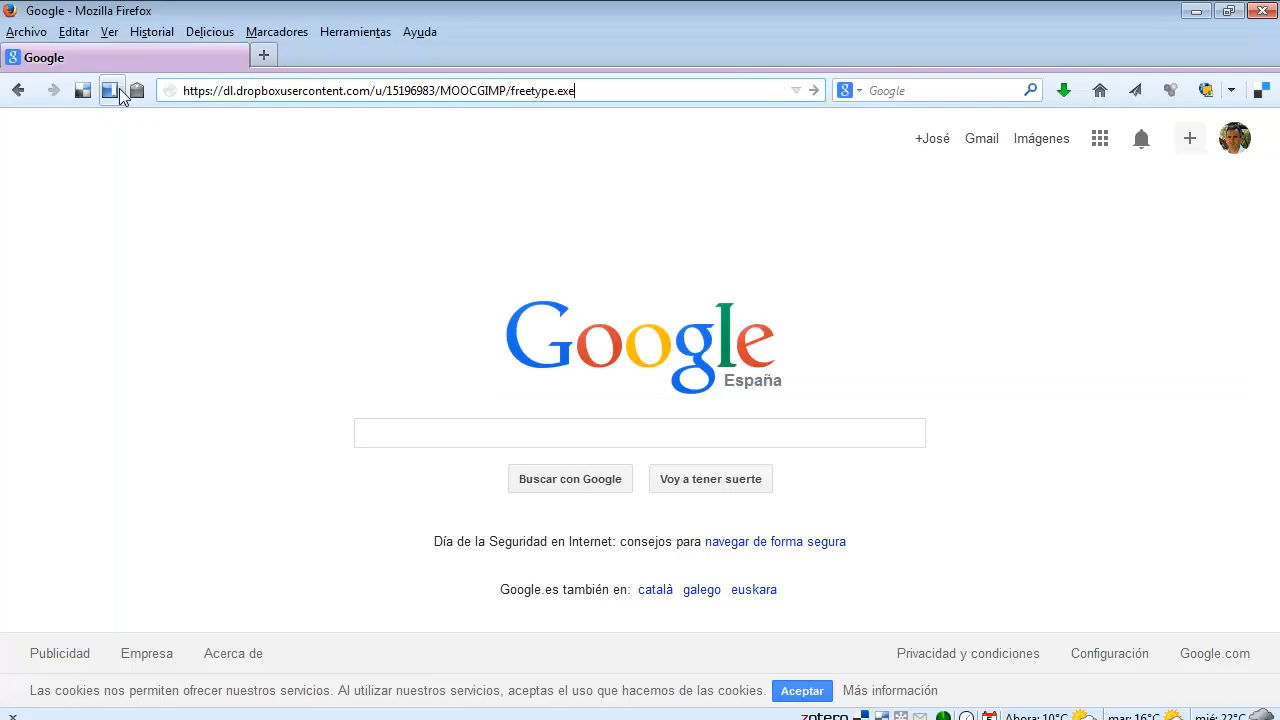 Google - Mozilla Firefox
Archivo Editar Ver Historial Delicious Marcadores Herramientas Ayuda
Google
https://dl.dropboxusercontent.com/u/15196983/MOOCGIMP/freetype.exe
Google
+José Gmail Imágenes
Google
España
Buscar con Google Voy a tener suerte
Día de la Seguridad en Internet: consejos para navegar de forma segura
Google.es también en: català galego euskara
Publicidad Empresa Acerca de Privacidad y condiciones Configuración Google.com
Las cookies nos permiten ofrecer nuestros servicios. Al utilizar nuestros servicios, aceptas el uso que hacemos de las cookies. Aceptar Más información
zotero Ahora: 10°C mar: 16°C mié: 22°C